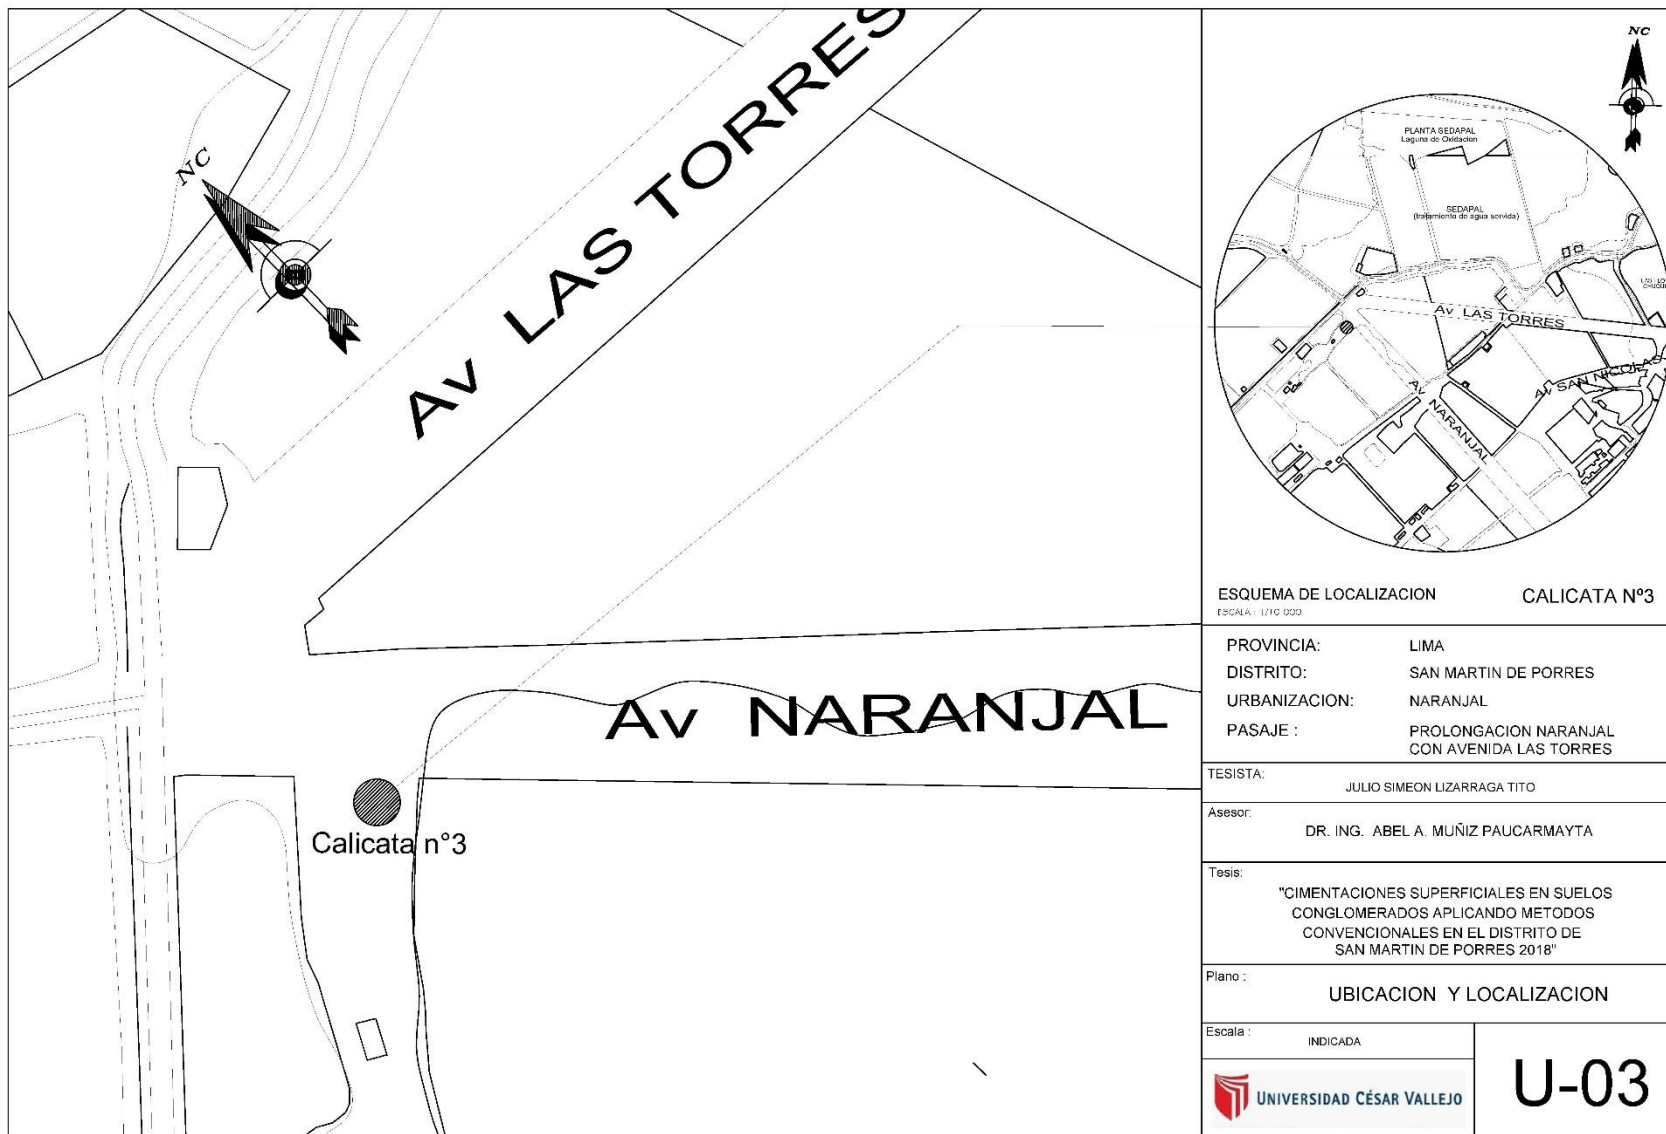 NC
Av LAS TORRES
Av NARANJAL
Calicata n°3
NC
PLANTA SEDAPAL
Laguna de Oxidacion
SEDAPAL
(tratamiento de agua servida)
Av LAS TORRES
Av SAN NICOLAS
Av NARANJAL
ESQUEMA DE LOCALIZACION
CALICATA Nº3
ESCALA : 1/10 000
PROVINCIA: LIMA
DISTRITO: SAN MARTIN DE PORRES
URBANIZACION: NARANJAL
PASAJE : PROLONGACION NARANJAL
CON AVENIDA LAS TORRES
TESISTA:
JULIO SIMEON LIZARRAGA TITO
Asesor:
DR. ING. ABEL A. MUÑIZ PAUCARMAYTA
Tesis:
"CIMENTACIONES SUPERFICIALES EN SUELOS
CONGLOMERADOS APLICANDO METODOS
CONVENCIONALES EN EL DISTRITO DE
SAN MARTIN DE PORRES 2018"
Plano :
UBICACION Y LOCALIZACION
Escala :
INDICADA
UNIVERSIDAD CÉSAR VALLEJO
U-03